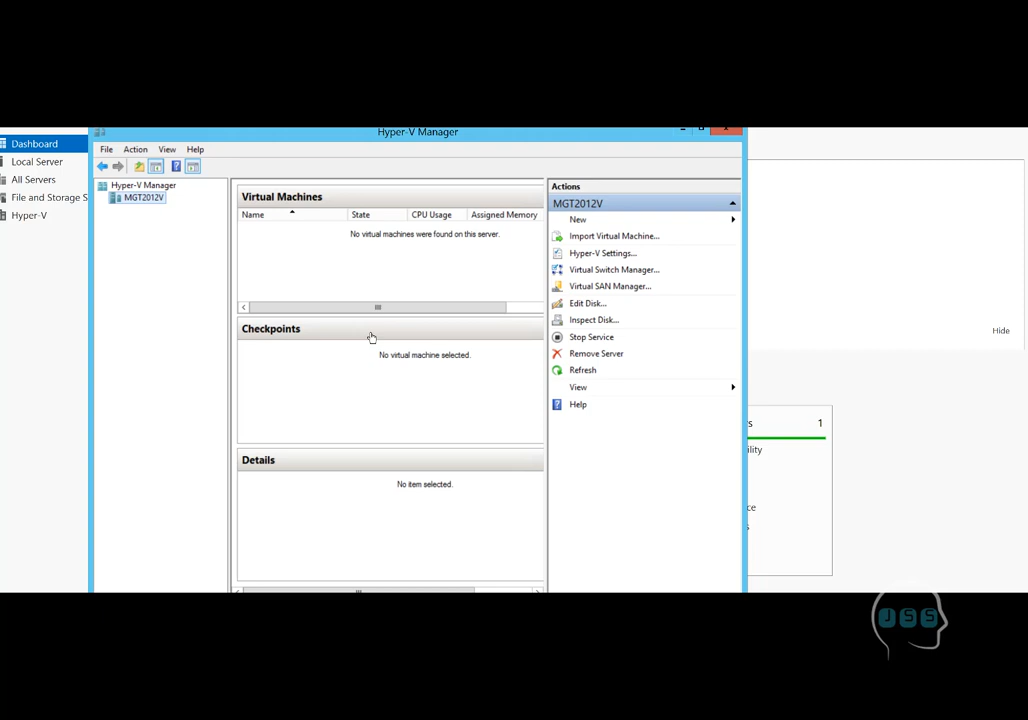 Hyper-V Manager
Dashboard
Local Server
All Servers
File and Storage S
Hyper-V
File Action View Help
Hyper-V Manager
MGT2012V
Virtual Machines
Name State CPU Usage Assigned Memory
No virtual machines were found on this server.
Checkpoints
No virtual machine selected.
Details
No item selected.
Actions
MGT2012V
New
Import Virtual Machine...
Hyper-V Settings...
Virtual Switch Manager...
Virtual SAN Manager...
Edit Disk...
Inspect Disk...
Stop Service
Remove Server
Refresh
View
Help
Hide
s 1
ility
ce
s
JSS